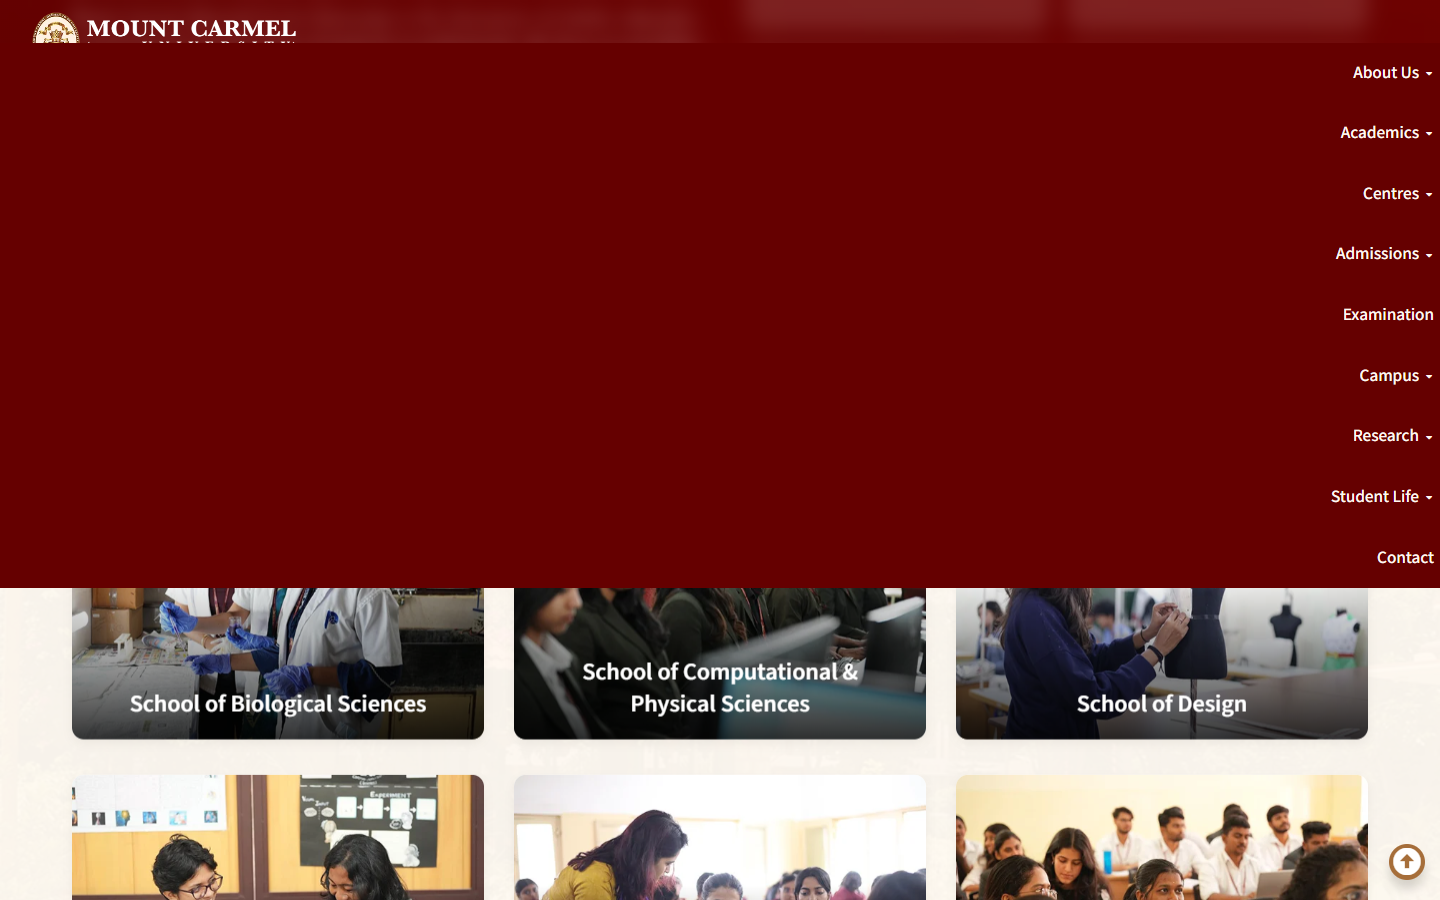 MOUNT CARMEL
About Us
Academics
Centres
Admissions
Examination
Campus
Research
Student Life
Contact
School of Biological Sciences
School of Computational &
Physical Sciences
School of Design
EXPERIMENT